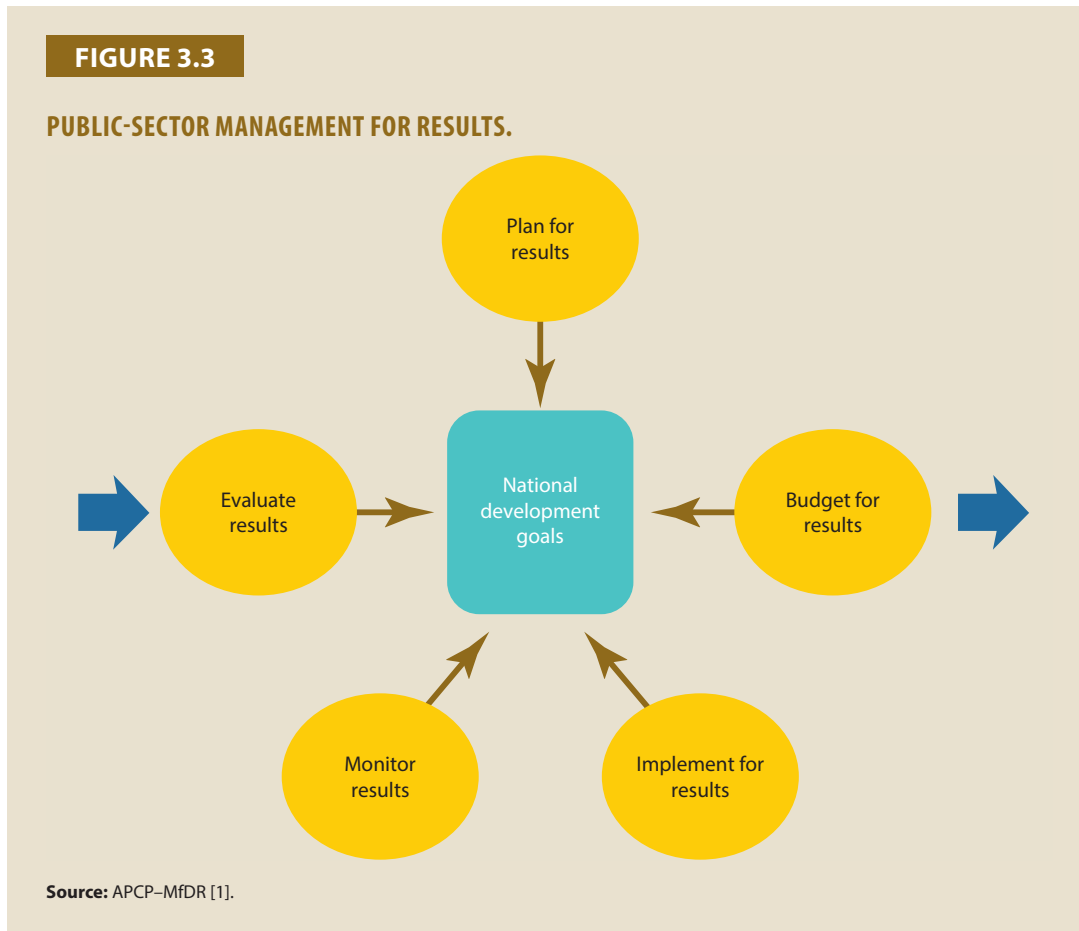 FIGURE 3.3
PUBLIC-SECTOR MANAGEMENT FOR RESULTS.
Plan for
results
Evaluate
results
National
development
goals
Budget for
results
Monitor
results
Implement for
results
Source: APCP–MfDR [1].